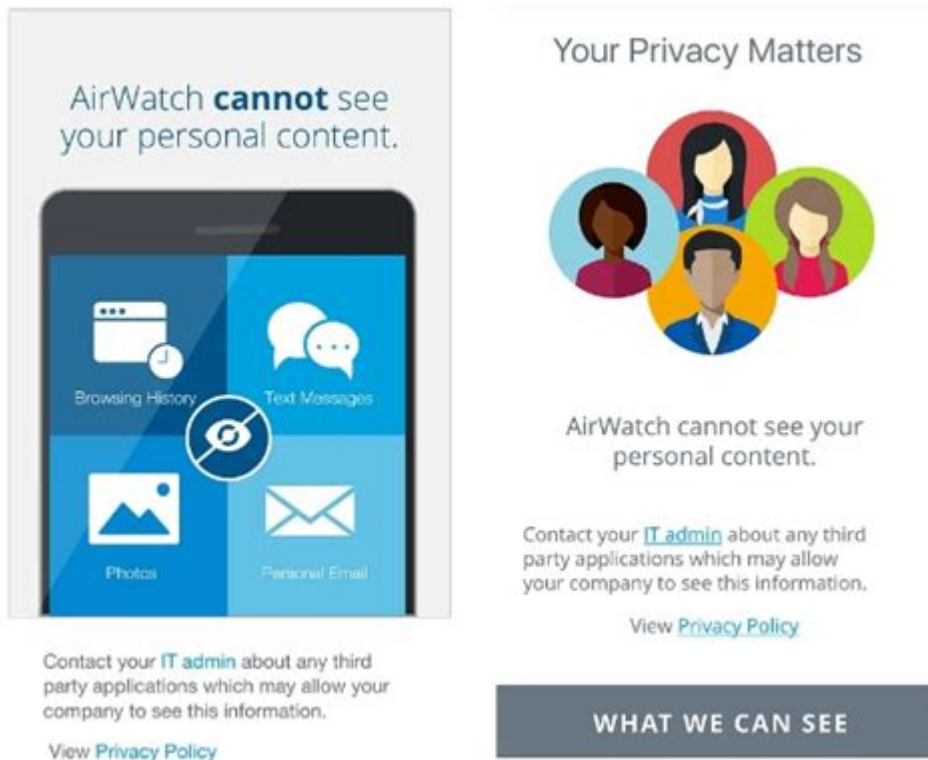 AirWatch cannot see
your personal content.
Browsing History
Text Messages
Photos
Personal Email
Contact your IT admin about any third
party applications which may allow your
company to see this information.
View Privacy Policy
Your Privacy Matters
AirWatch cannot see your
personal content.
Contact your IT admin about any third
party applications which may allow
your company to see this information.
View Privacy Policy
WHAT WE CAN SEE